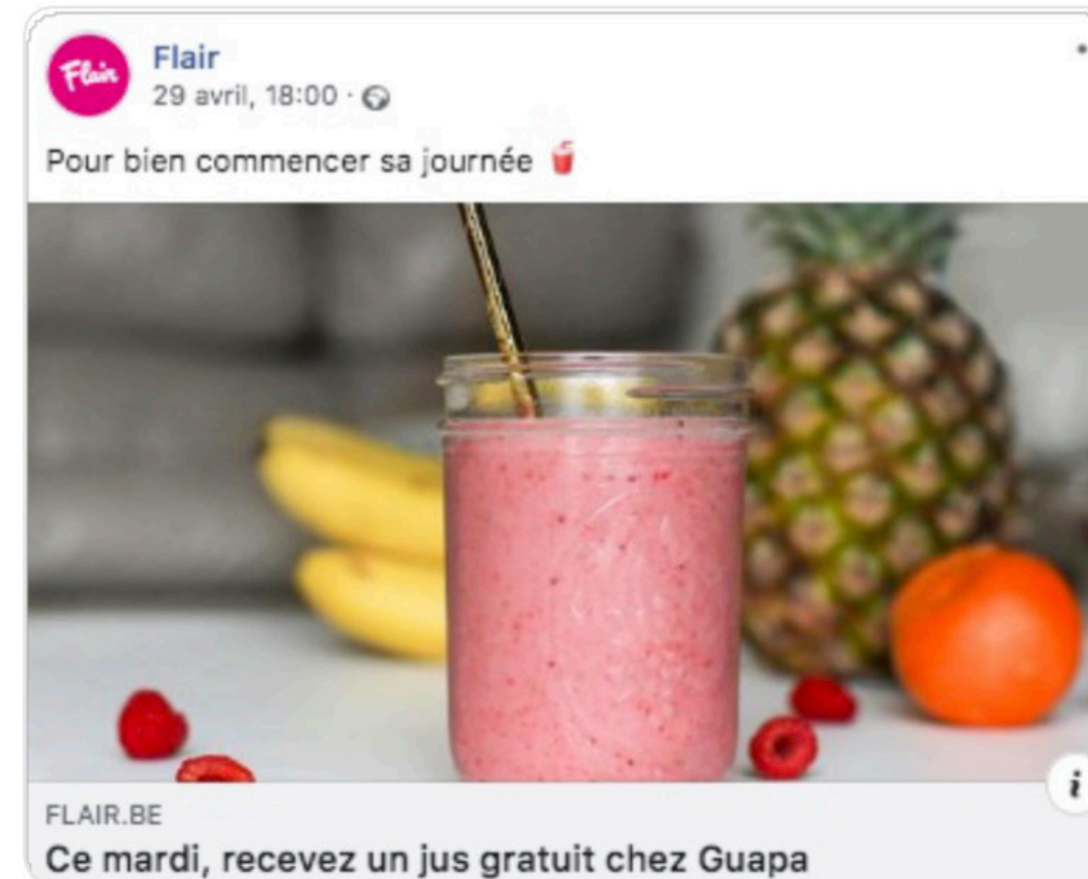 Flair
Flair
29 avril, 18:00 ·
Pour bien commencer sa journée 🥤
FLAIR.BE
Ce mardi, recevez un jus gratuit chez Guapa